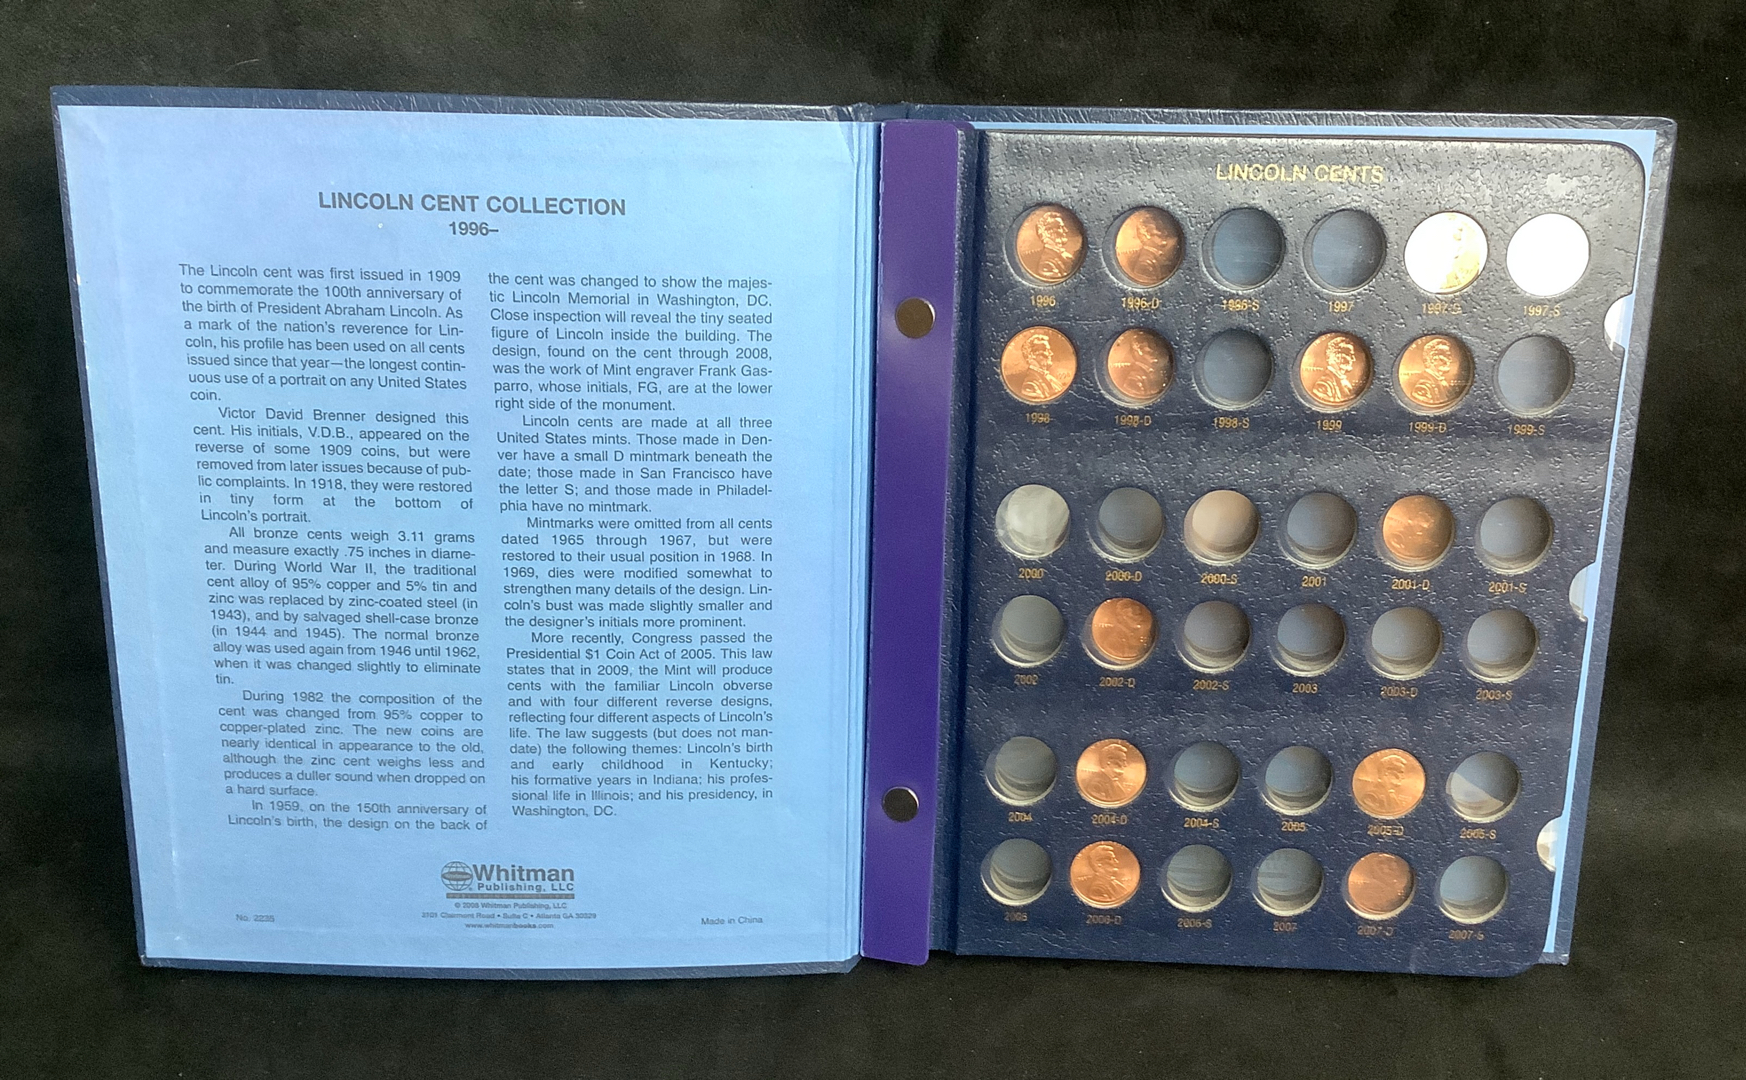 LINCOLN CENT COLLECTION
1996–
The Lincoln cent was first issued in 1909
to commemorate the 100th anniversary of
the birth of President Abraham Lincoln. As
a mark of the nation's reverence for Lin-
coln, his profile has been used on all cents
issued since that year—the longest contin-
uous use of a portrait on any United States
coin.
Victor David Brenner designed this
cent. His initials, V.D.B., appeared on the
reverse of some 1909 coins, but were
removed from later issues because of pub-
lic complaints. In 1918, they were restored
in tiny form at the bottom of
Lincoln's portrait.
All bronze cents weigh 3.11 grams
and measure exactly .75 inches in diame-
ter. During World War II, the traditional
cent alloy of 95% copper and 5% tin and
zinc was replaced by zinc-coated steel (in
1943), and by salvaged shell-case bronze
(in 1944 and 1945). The normal bronze
alloy was used again from 1946 until 1962,
when it was changed slightly to eliminate
tin.
During 1982 the composition of the
cent was changed from 95% copper to
copper-plated zinc. The new coins are
nearly identical in appearance to the old,
although the zinc cent weighs less and
produces a duller sound when dropped on
a hard surface.
In 1959, on the 150th anniversary of
Lincoln's birth, the design on the back of
the cent was changed to show the majes-
tic Lincoln Memorial in Washington, DC.
Close inspection will reveal the tiny seated
figure of Lincoln inside the building. The
design, found on the cent through 2008,
was the work of Mint engraver Frank Gas-
parro, whose initials, FG, are at the lower
right side of the monument.
Lincoln cents are made at all three
United States mints. Those made in Den-
ver have a small D mintmark beneath the
date; those made in San Francisco have
the letter S; and those made in Philadel-
phia have no mintmark.
Mintmarks were omitted from all cents
dated 1965 through 1967, but were
restored to their usual position in 1968. In
1969, dies were modified somewhat to
strengthen many details of the design. Lin-
coln's bust was made slightly smaller and
the designer's initials more prominent.
More recently, Congress passed the
Presidential $1 Coin Act of 2005. This law
states that in 2009, the Mint will produce
cents with the familiar Lincoln obverse
and with four different reverse designs,
reflecting four different aspects of Lincoln's
life. The law suggests (but does not man-
date) the following themes: Lincoln's birth
and early childhood in Kentucky;
his formative years in Indiana; his profes-
sional life in Illinois; and his presidency, in
Washington, DC.
Whitman
Publishing, LLC
© 2008 Whitman Publishing, LLC
3101 Clairmont Road • Suite C • Atlanta GA 30329
www.whitmanbooks.com
No. 2235
Made in China
LINCOLN CENTS
1996 1996-D 1996-S 1997 1997-D 1997-S
1998 1998-D 1998-S 1999 1999-D 1999-S
2000 2000-D 2000-S 2001 2001-D 2001-S
2002 2002-D 2002-S 2003 2003-D 2003-S
2004 2004-D 2004-S 2005 2005-D 2005-S
2006 2006-D 2006-S 2007 2007-D 2007-S